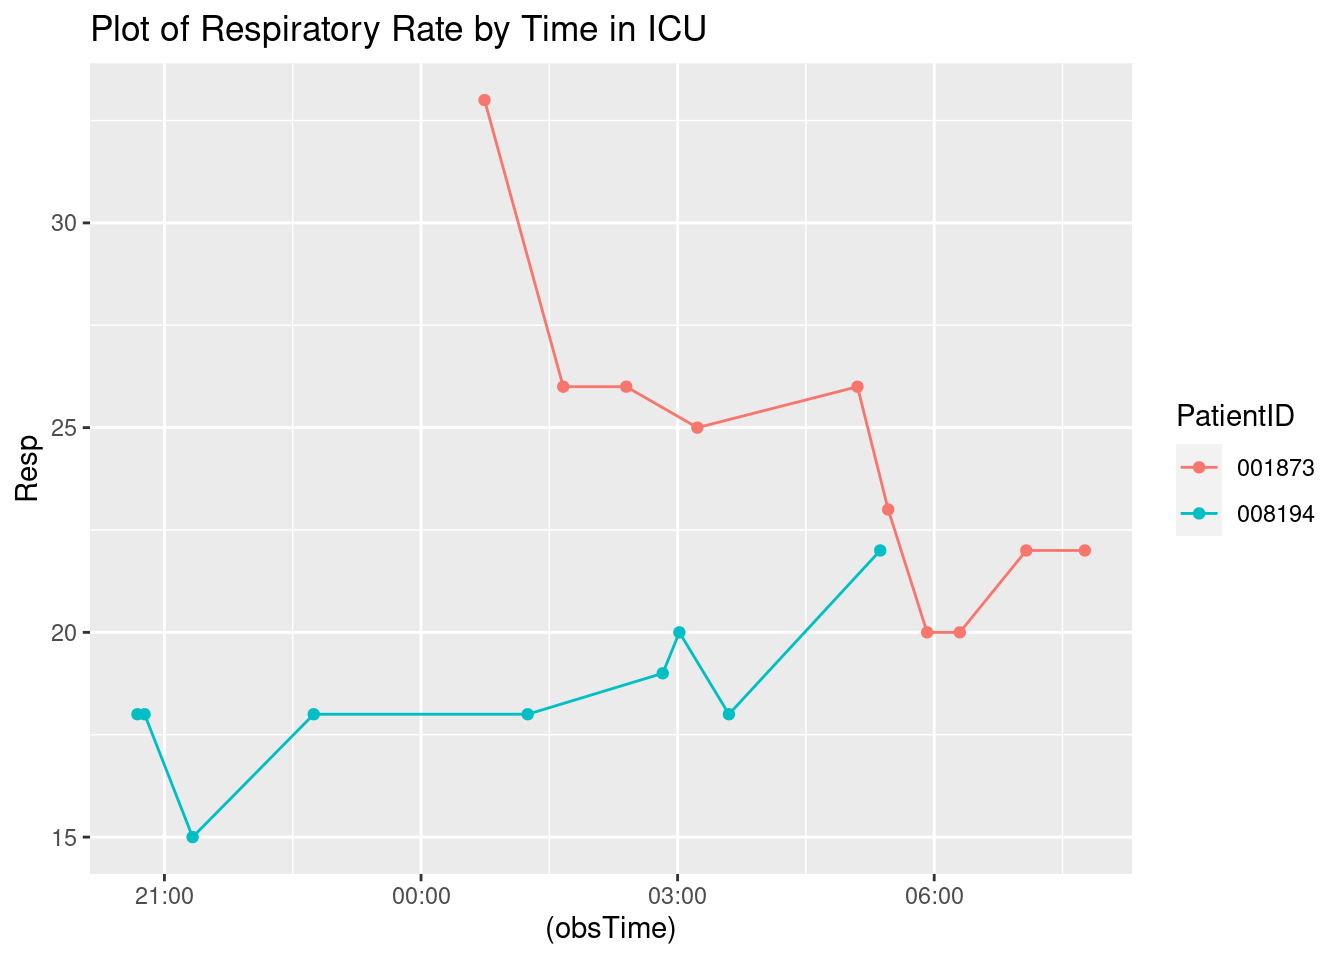 Plot of Respiratory Rate by Time in ICU
30
25
20
15
Resp
21:00 00:00 03:00 06:00
(obsTime)
PatientID
001873
008194